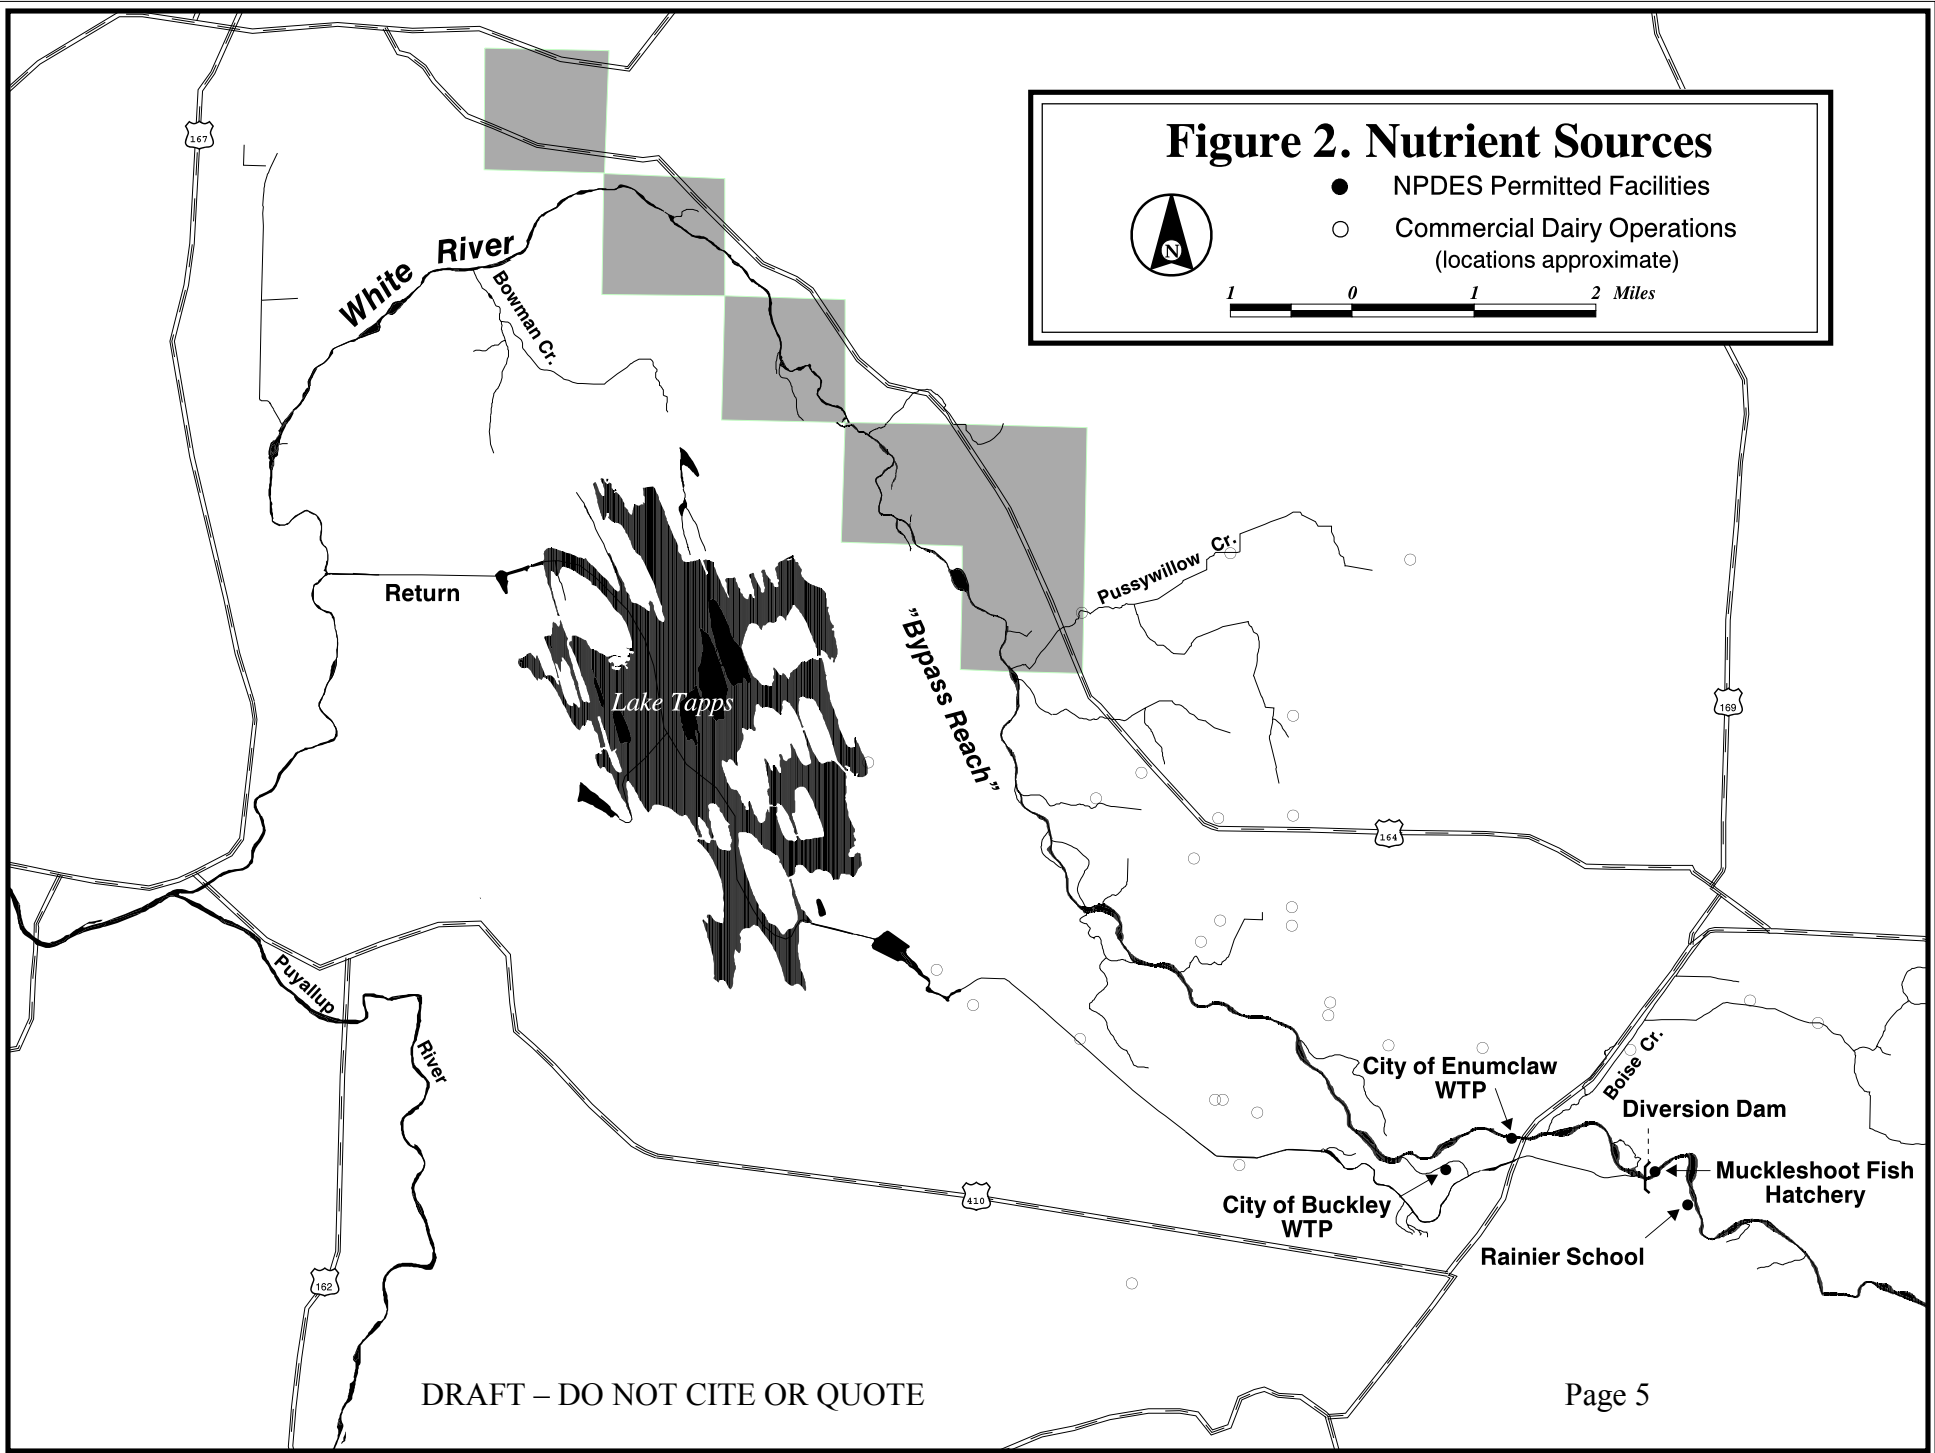 Figure 2. Nutrient Sources
NPDES Permitted Facilities
Commercial Dairy Operations
(locations approximate)
N
1 0 1 2 Miles
167
White River
Bowman Cr.
Return
Pussywillow Cr.
"Bypass Reach"
Lake Tapps
169
164
Puyallup
River
City of Enumclaw
WTP
Boise Cr.
Diversion Dam
Muckleshoot Fish
Hatchery
City of Buckley
WTP
410
Rainier School
162
DRAFT – DO NOT CITE OR QUOTE
Page 5